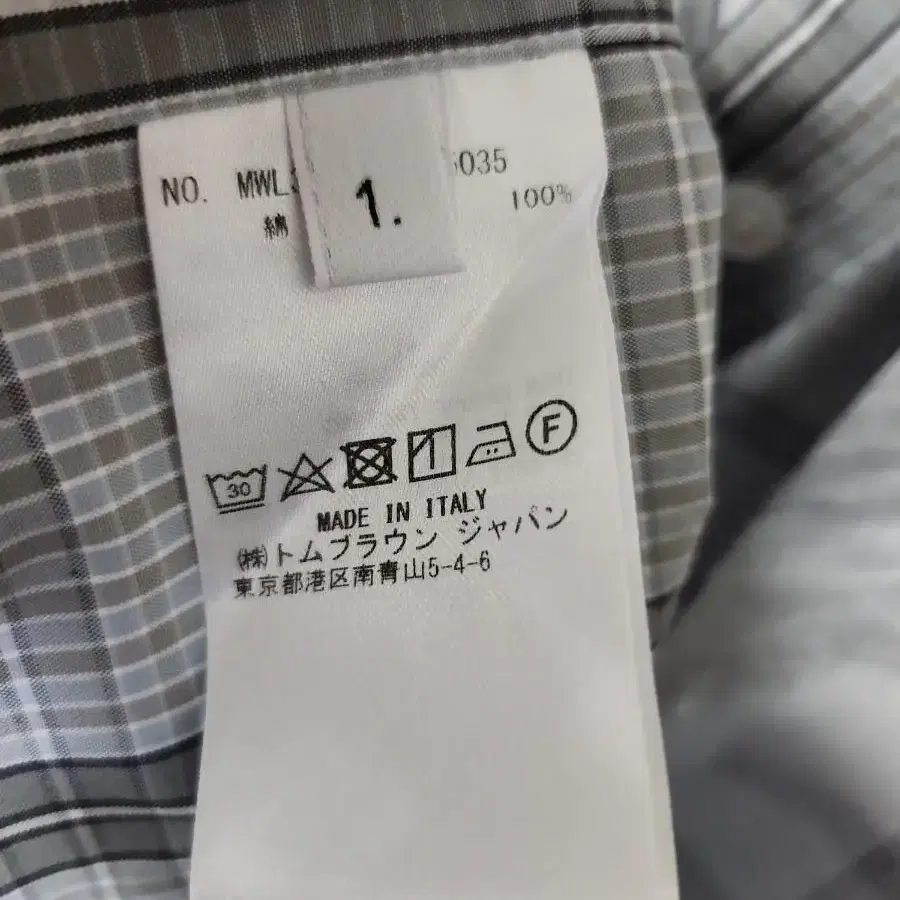 NO. MWL 035
綿 100%
1.
30 F
MADE IN ITALY
㈱トムブラウン ジャパン
東京都港区南青山5-4-6